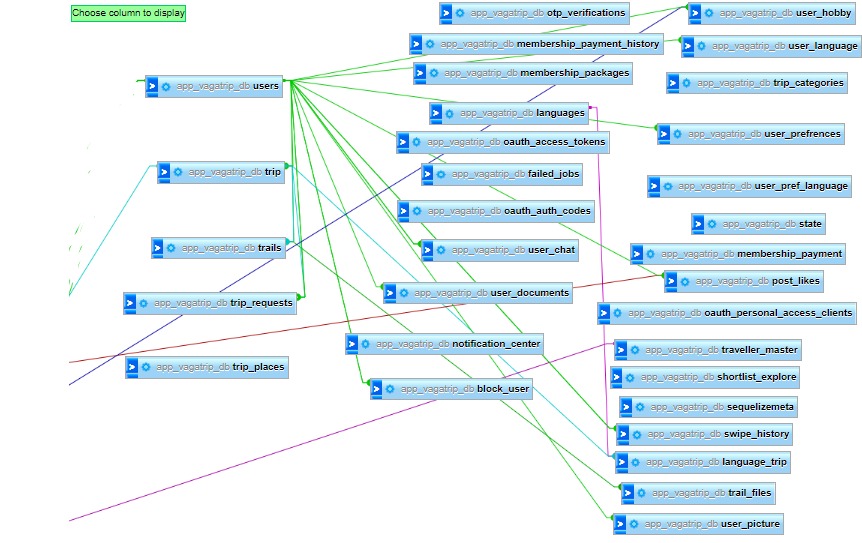 Choose column to display
app_vagatrip_db otp_verifications
app_vagatrip_db user_hobby
app_vagatrip_db membership_payment_history
app_vagatrip_db user_language
app_vagatrip_db membership_packages
app_vagatrip_db trip_categories
app_vagatrip_db users
app_vagatrip_db languages
app_vagatrip_db user_prefrences
app_vagatrip_db oauth_access_tokens
app_vagatrip_db trip
app_vagatrip_db failed_jobs
app_vagatrip_db user_pref_language
app_vagatrip_db oauth_auth_codes
app_vagatrip_db state
app_vagatrip_db trails
app_vagatrip_db user_chat
app_vagatrip_db membership_payment
app_vagatrip_db post_likes
app_vagatrip_db user_documents
app_vagatrip_db trip_requests
app_vagatrip_db oauth_personal_access_clients
app_vagatrip_db notification_center
app_vagatrip_db traveller_master
app_vagatrip_db trip_places
app_vagatrip_db shortlist_explore
app_vagatrip_db block_user
app_vagatrip_db sequelizemeta
app_vagatrip_db swipe_history
app_vagatrip_db language_trip
app_vagatrip_db trail_files
app_vagatrip_db user_picture